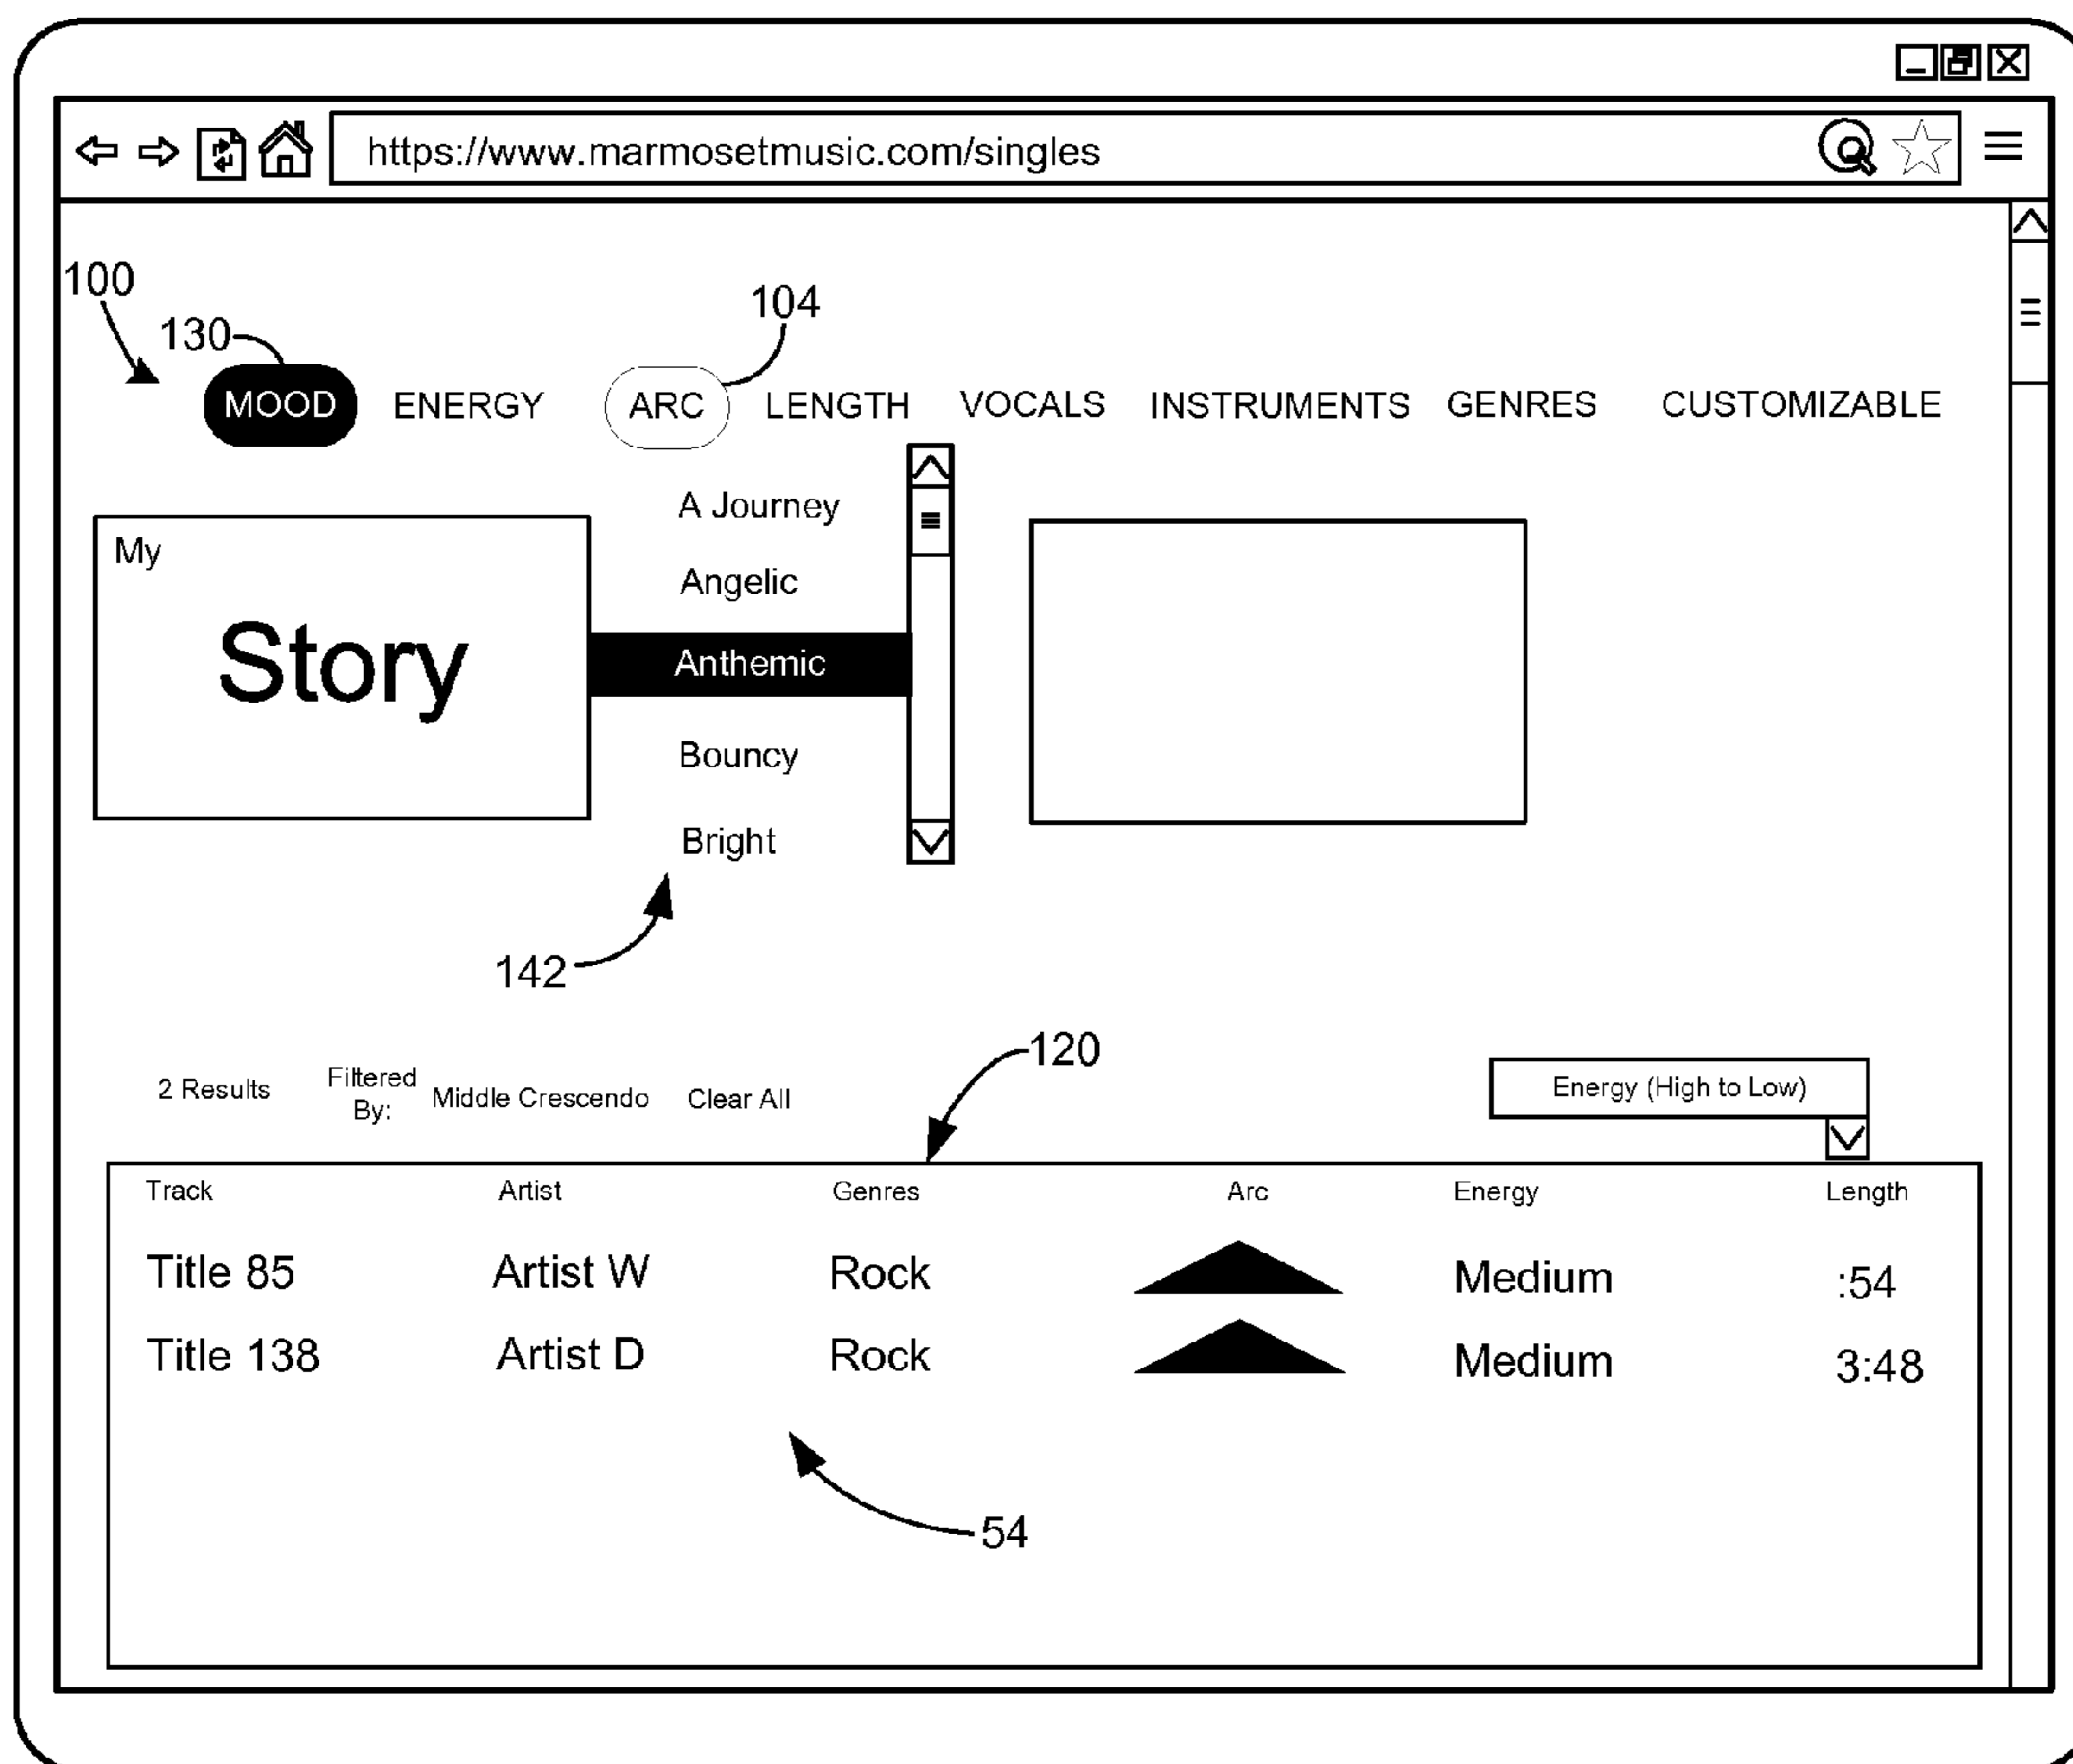 https://www.marmosetmusic.com/singles
100
130
104
MOOD ENERGY ARC LENGTH VOCALS INSTRUMENTS GENRES CUSTOMIZABLE
My
Story
A Journey
Angelic
Anthemic
Bouncy
Bright
142
120
2 Results Filtered By: Middle Crescendo Clear All
Energy (High to Low)
Track Artist Genres Arc Energy Length
Title 85 Artist W Rock Medium :54
Title 138 Artist D Rock Medium 3:48
54